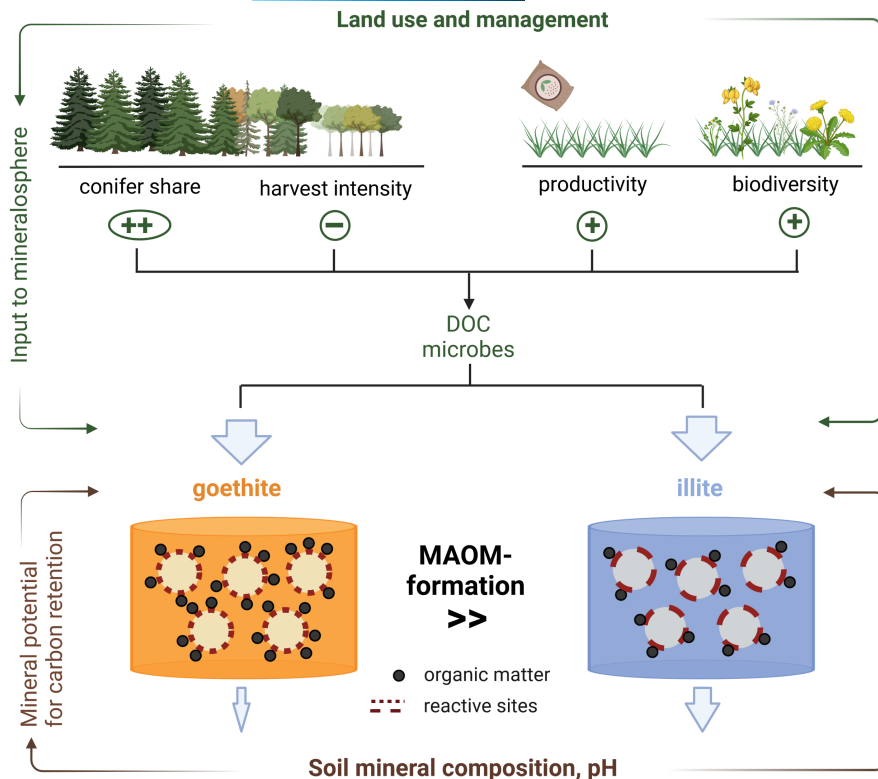 Land use and management
Input to mineralosphere
conifer share
harvest intensity
productivity
biodiversity
++
−
+
+
DOC
microbes
goethite
illite
Mineral potential
for carbon retention
MAOM-
formation
>>
organic matter
reactive sites
Soil mineral composition, pH